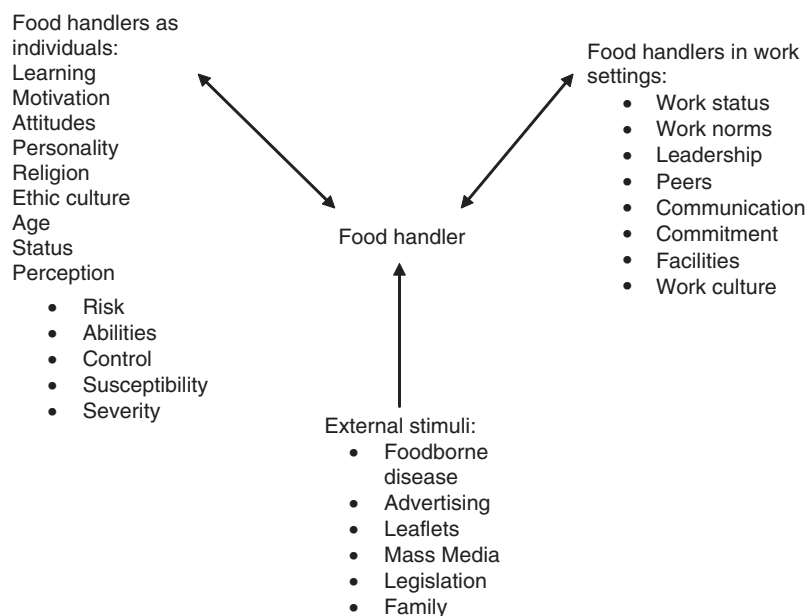 Food handlers as
individuals:
Learning
Motivation
Attitudes
Personality
Religion
Ethic culture
Age
Status
Perception
• Risk
• Abilities
• Control
• Susceptibility
• Severity
Food handlers in work
settings:
• Work status
• Work norms
• Leadership
• Peers
• Communication
• Commitment
• Facilities
• Work culture
Food handler
External stimuli:
• Foodborne
disease
• Advertising
• Leaflets
• Mass Media
• Legislation
• Family